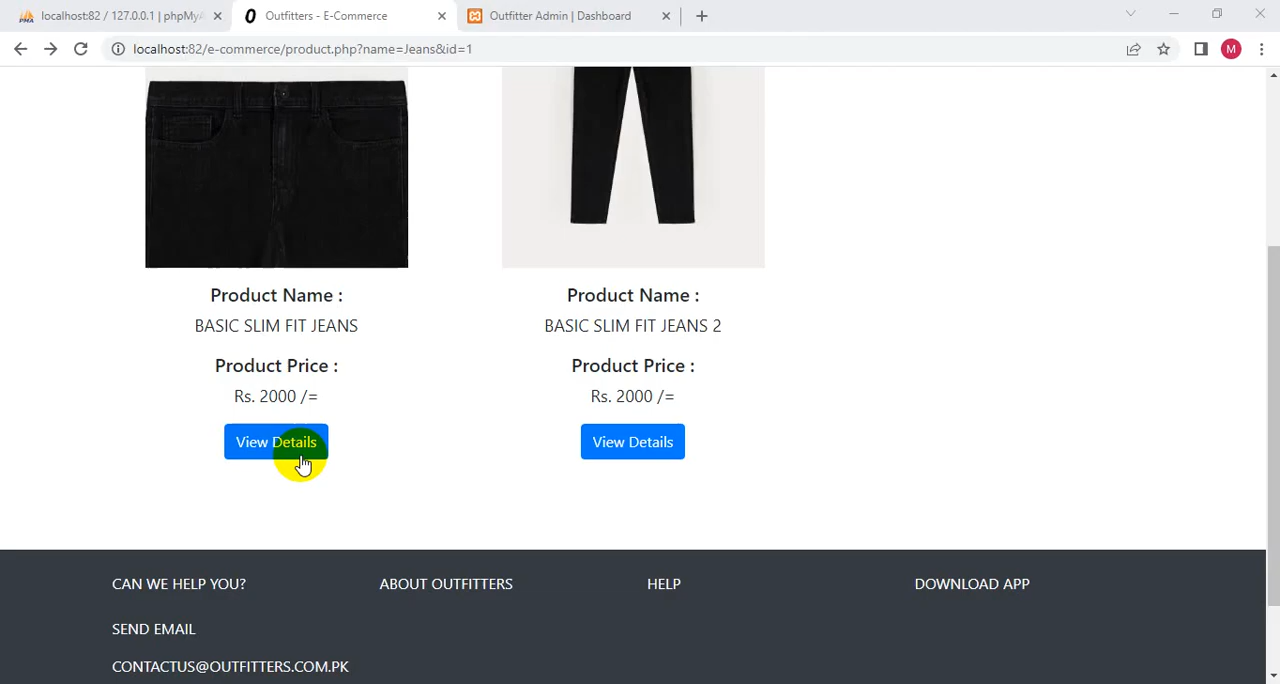 localhost:82 / 127.0.0.1 | phpMyA
Outfitters - E-Commerce
Outfitter Admin | Dashboard
localhost:82/e-commerce/product.php?name=Jeans&id=1
M
Product Name :
BASIC SLIM FIT JEANS
Product Price :
Rs. 2000 /=
View Details
Product Name :
BASIC SLIM FIT JEANS 2
Product Price :
Rs. 2000 /=
View Details
CAN WE HELP YOU?
SEND EMAIL
CONTACTUS@OUTFITTERS.COM.PK
ABOUT OUTFITTERS
HELP
DOWNLOAD APP